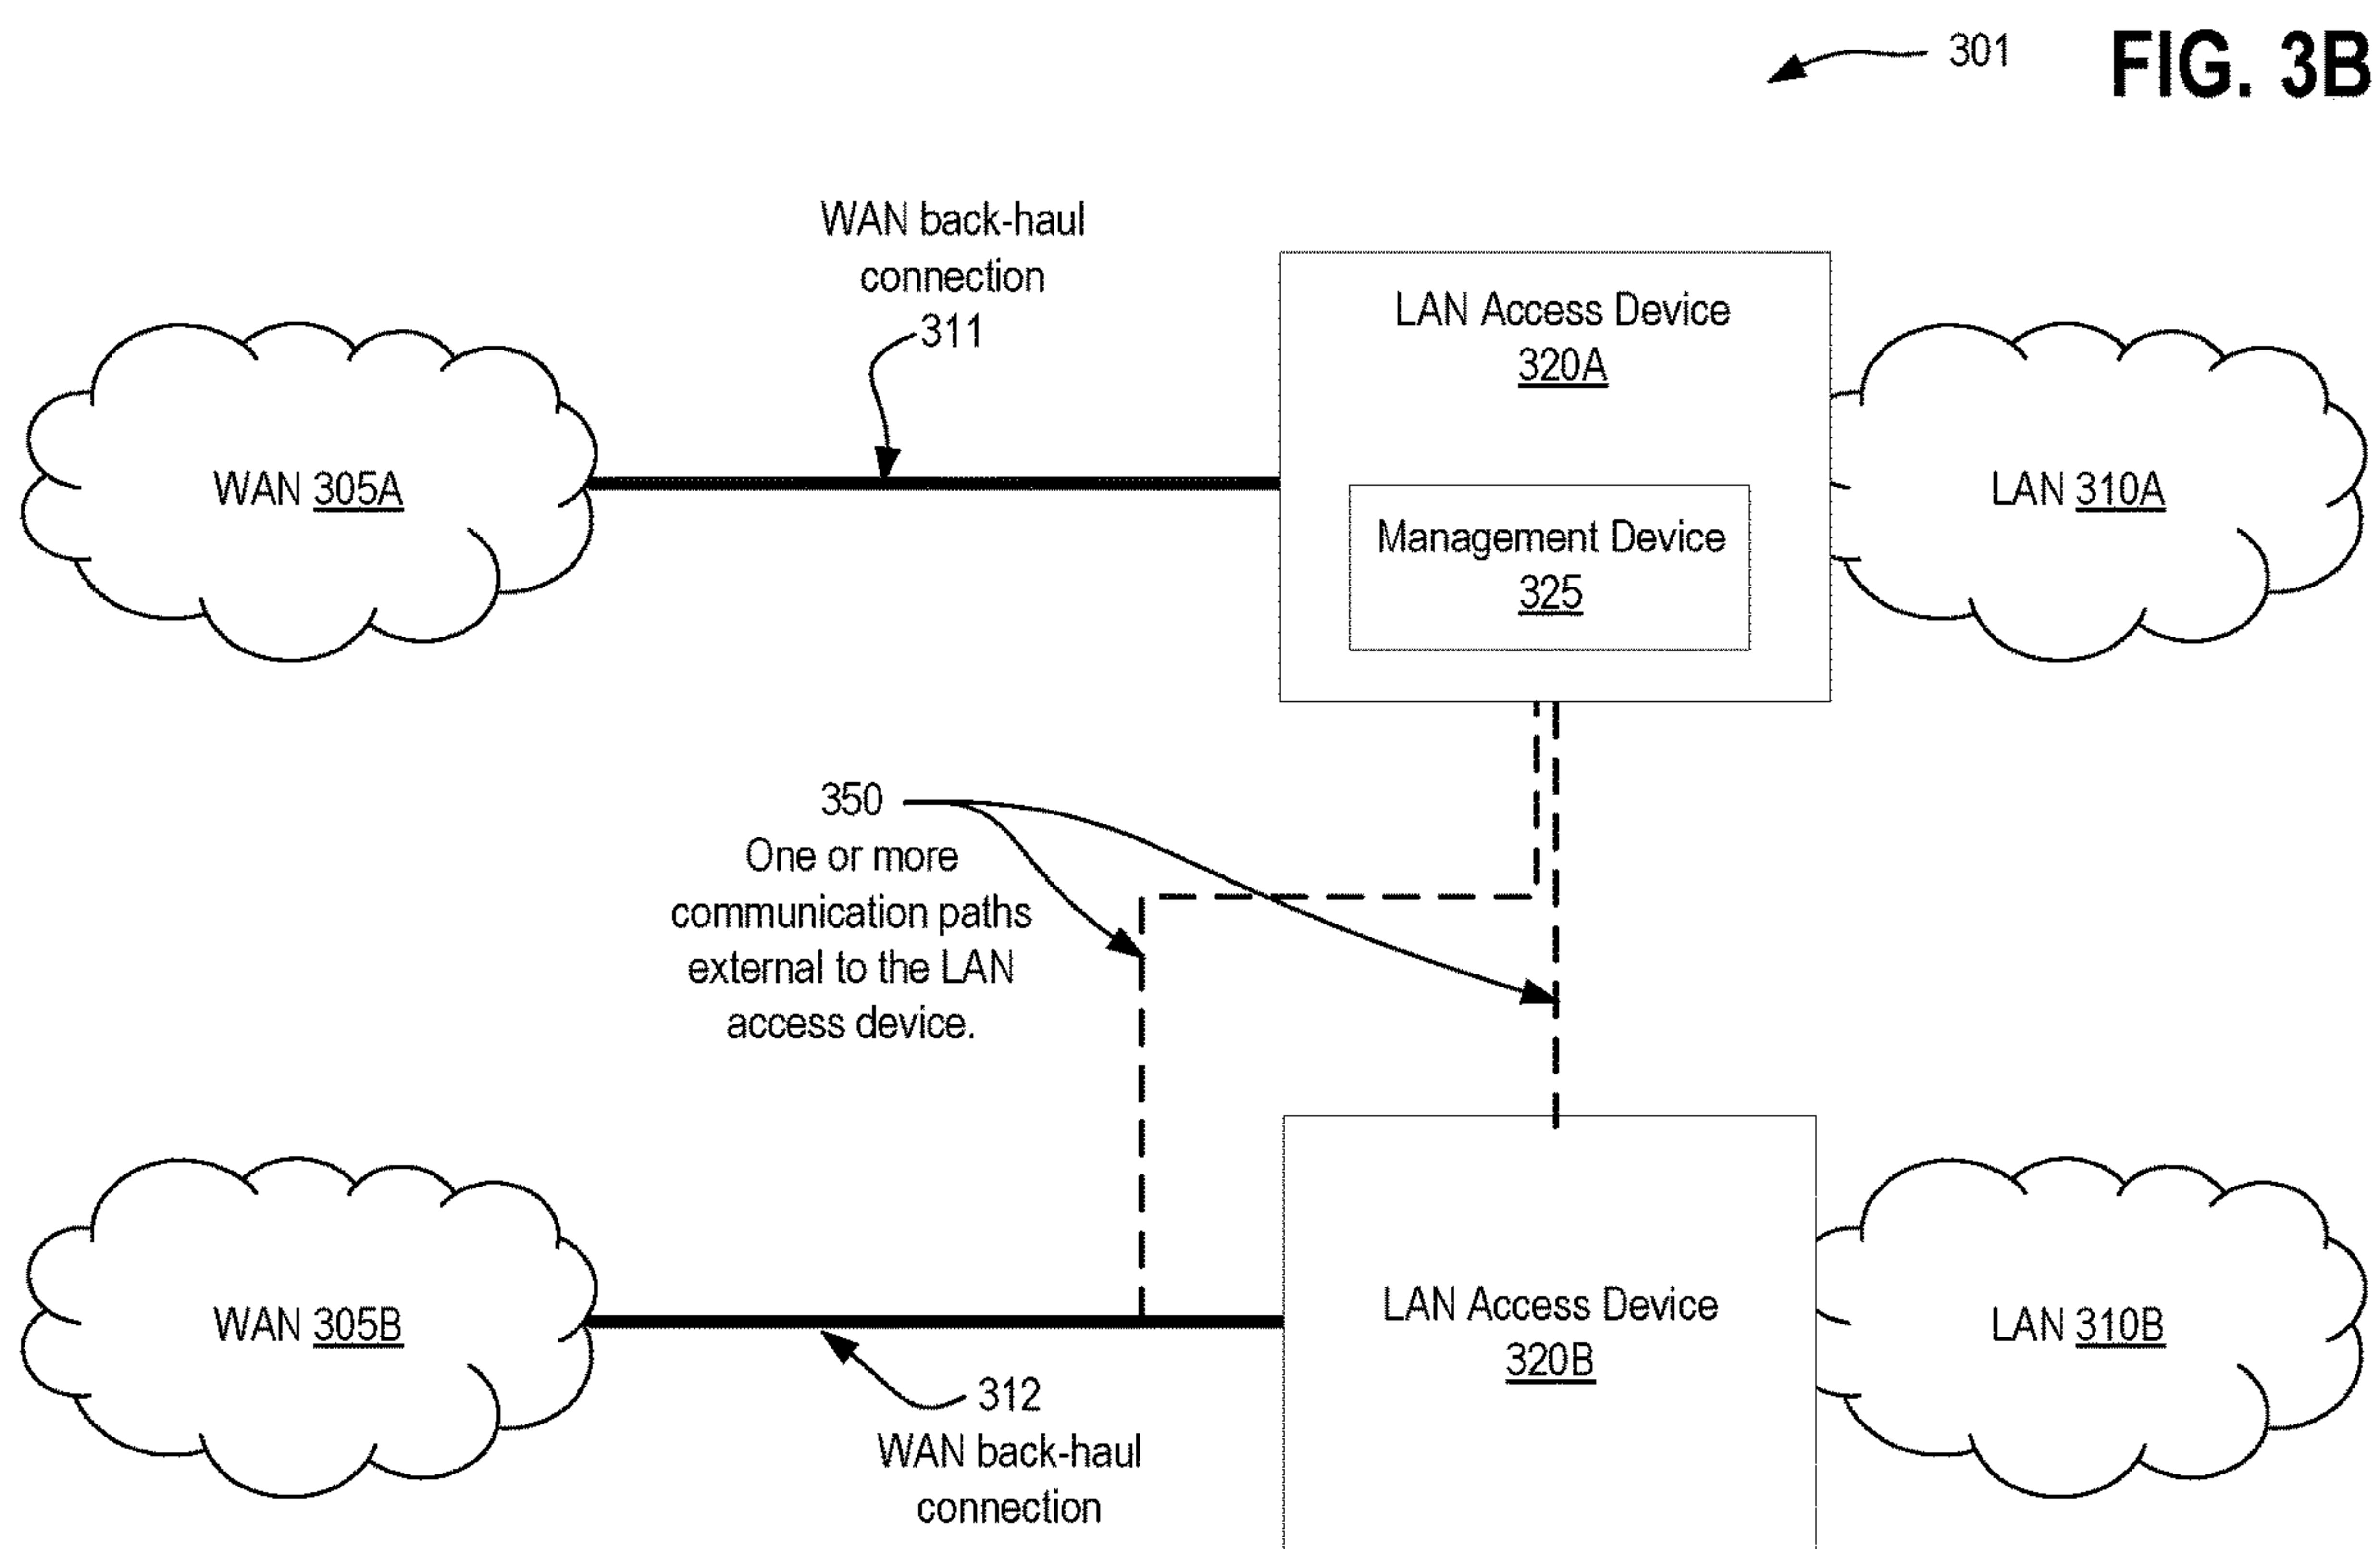 301
FIG. 3B
WAN back-haul
connection
311
LAN Access Device
320A
WAN 305A
Management Device
325
LAN 310A
350
One or more
communication paths
external to the LAN
access device.
WAN 305B
LAN Access Device
320B
LAN 310B
312
WAN back-haul
connection